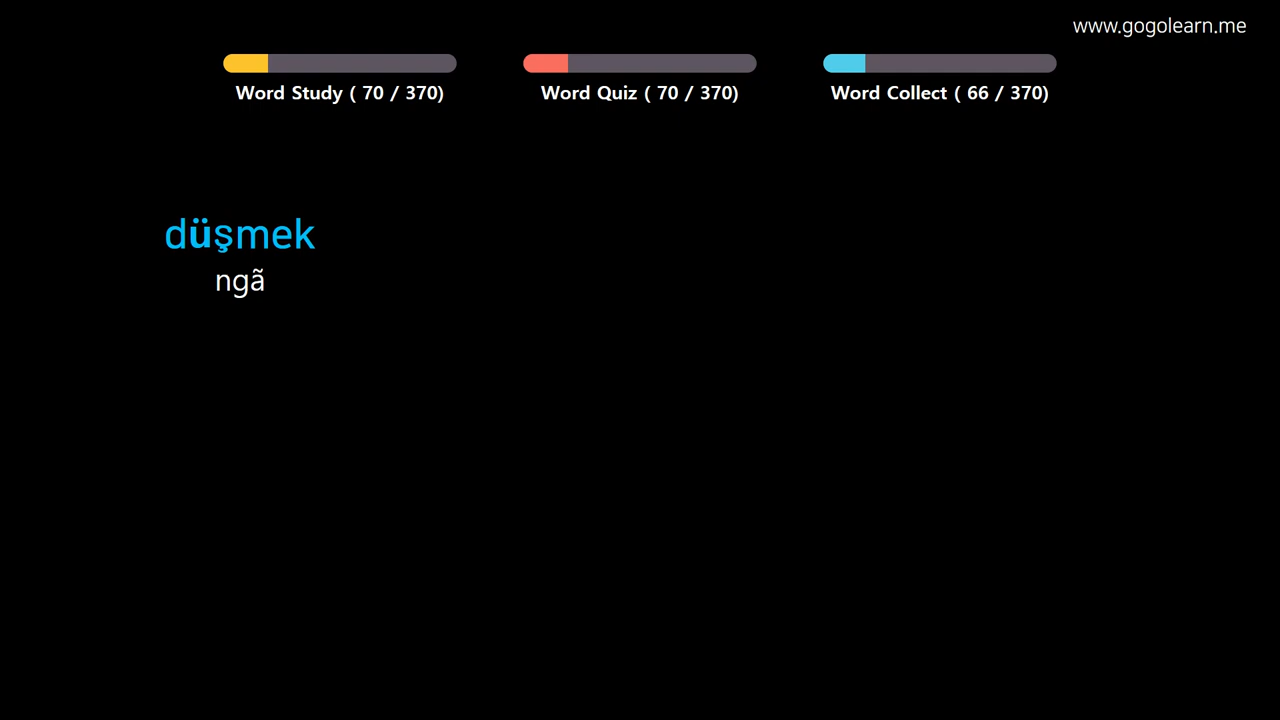 www.gogolearn.me
Word Study ( 70 / 370)
Word Quiz ( 70 / 370)
Word Collect ( 66 / 370)
düşmek
ngã